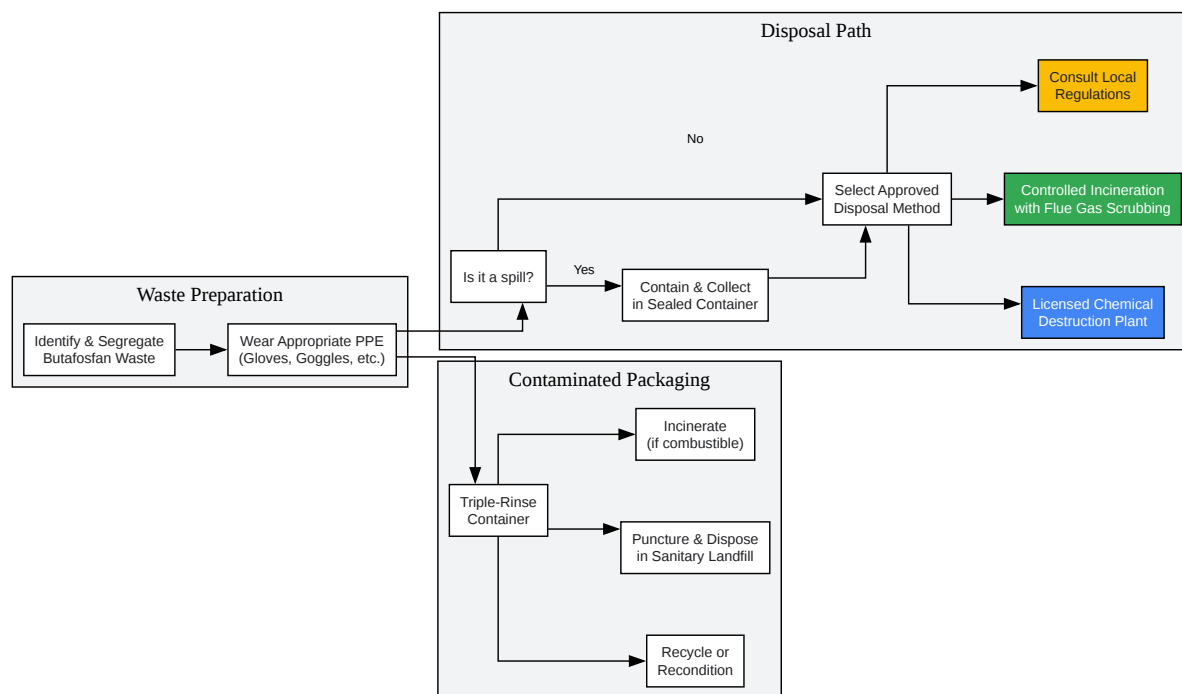 Disposal Path
Consult Local
Regulations
No
Select Approved
Disposal Method
Controlled Incineration
with Flue Gas Scrubbing
Is it a spill?
Yes
Contain & Collect
in Sealed Container
Licensed Chemical
Destruction Plant
Waste Preparation
Identify & Segregate
Butafosfan Waste
Wear Appropriate PPE
(Gloves, Goggles, etc.)
Contaminated Packaging
Incinerate
(if combustible)
Triple-Rinse
Container
Puncture & Dispose
in Sanitary Landfill
Recycle or
Recondition